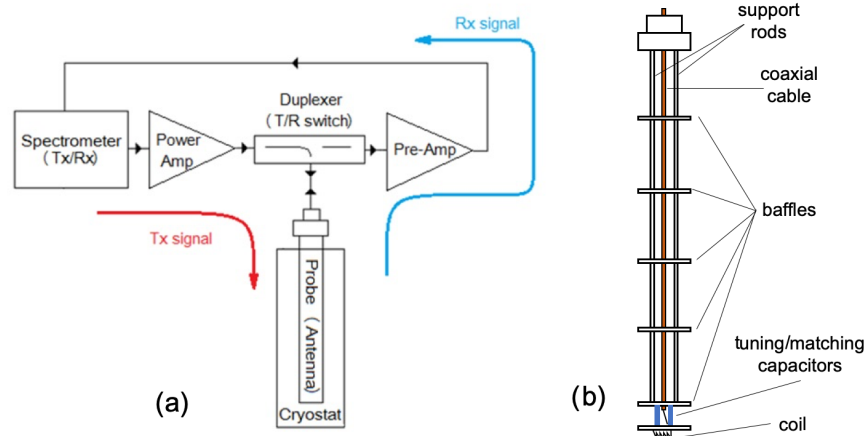 Rx signal
Duplexer
(T/R switch)
Spectrometer
(Tx/Rx)
Power
Amp
Pre-Amp
Tx signal
Probe (Antenna)
Cryostat
(a)
support
rods
coaxial
cable
baffles
tuning/matching
capacitors
(b)
coil